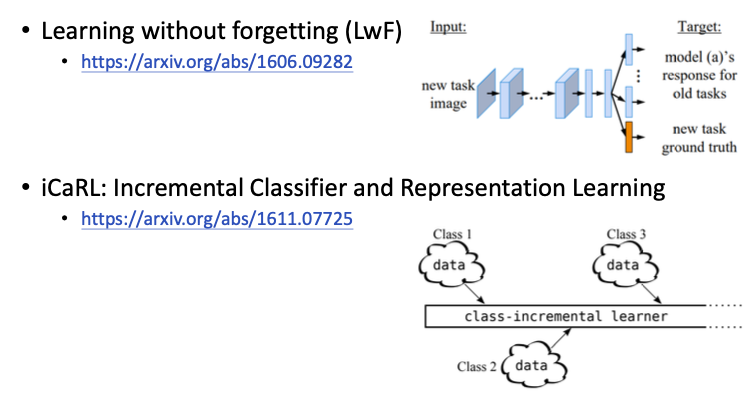 • Learning without forgetting (LwF)
• https://arxiv.org/abs/1606.09282
Input:
Target:
new task
image
...
model (a)'s
response for
old tasks
new task
ground truth
• iCaRL: Incremental Classifier and Representation Learning
• https://arxiv.org/abs/1611.07725
Class 1
data
Class 3
data
class-incremental learner
Class 2
data